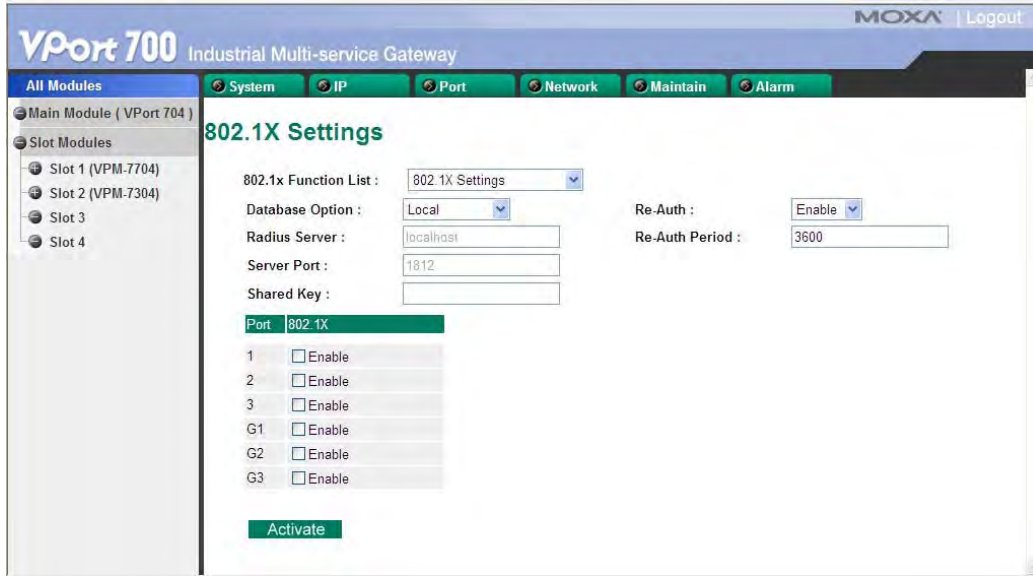 MOXA | Logout
VPort 700 Industrial Multi-service Gateway
All Modules
System IP Port Network Maintain Alarm
Main Module ( VPort 704 )
Slot Modules
Slot 1 (VPM-7704)
Slot 2 (VPM-7304)
Slot 3
Slot 4
802.1X Settings
802.1x Function List : 802.1X Settings
Database Option : Local Re-Auth : Enable
Radius Server : localhost Re-Auth Period : 3600
Server Port : 1812
Shared Key :
Port 802.1X
1 Enable
2 Enable
3 Enable
G1 Enable
G2 Enable
G3 Enable
Activate